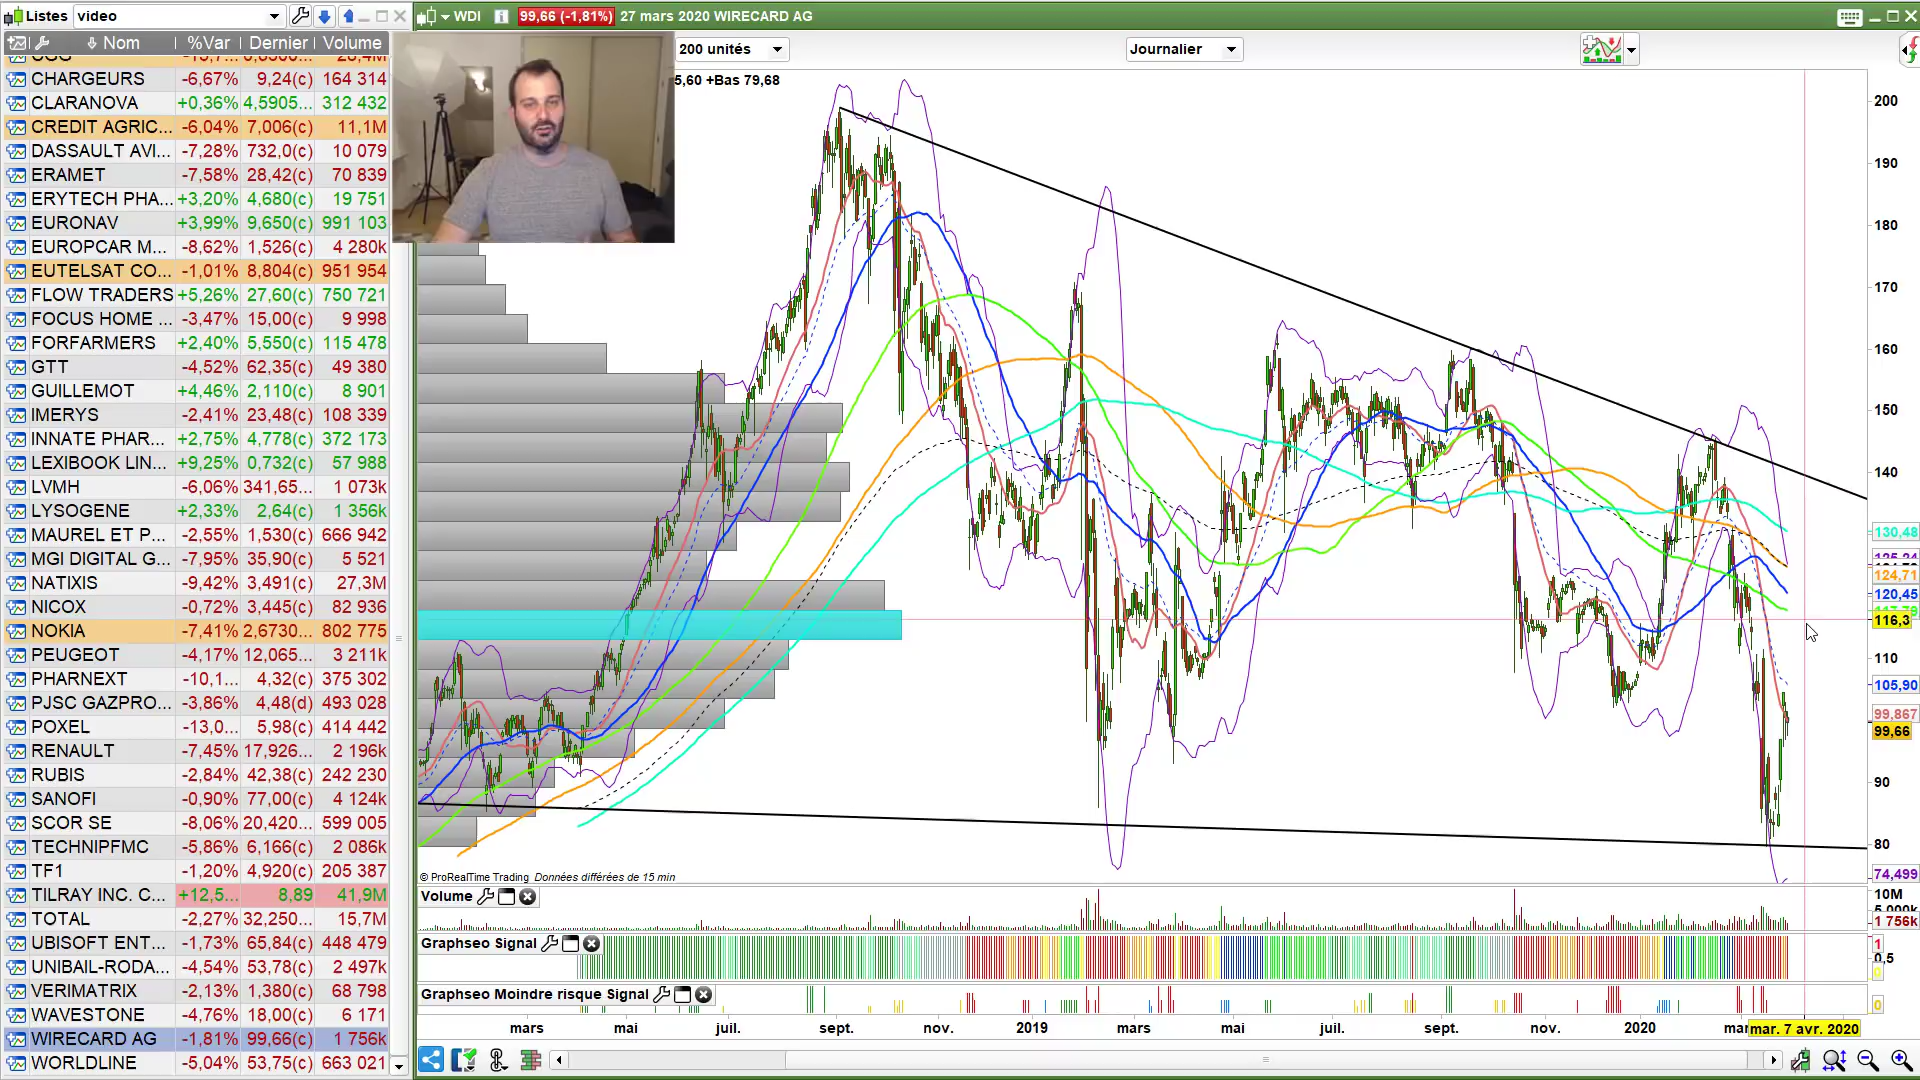 Listes video
WDI 99,66 (-1,81%) 27 mars 2020 WIRECARD AG
Nom %Var Dernier Volume
200 unités Journalier
5,60 +Bas 79,68
CHARGEURS -6,67% 9,24(c) 164 314
CLARANOVA +0,36% 4,5905... 312 432
CREDIT AGRIC... -6,04% 7,006(c) 11,1M
DASSAULT AVI... -7,28% 732,0(c) 10 079
ERAMET -7,58% 28,42(c) 70 839
ERYTECH PHA... +3,20% 4,680(c) 19 751
EURONAV +3,99% 9,650(c) 991 103
EUROPCAR M... -8,62% 1,526(c) 4 280k
EUTELSAT CO... -1,01% 8,804(c) 951 954
FLOW TRADERS +5,26% 27,60(c) 750 721
FOCUS HOME ... -3,47% 15,00(c) 9 998
FORFARMERS +2,40% 5,550(c) 115 478
GTT -4,52% 62,35(c) 49 380
GUILLEMOT +4,46% 2,110(c) 8 901
IMERYS -2,41% 23,48(c) 108 339
INNATE PHAR... +2,75% 4,778(c) 372 173
LEXIBOOK LIN... +9,25% 0,732(c) 57 988
LVMH -6,06% 341,65... 1 073k
LYSOGENE +2,33% 2,64(c) 1 356k
MAUREL ET P... -2,55% 1,530(c) 666 942
MGI DIGITAL G... -7,95% 35,90(c) 5 521
NATIXIS -9,42% 3,491(c) 27,3M
NICOX -0,72% 3,445(c) 82 936
NOKIA -7,41% 2,6730... 802 775
PEUGEOT -4,17% 12,065... 3 211k
PHARNEXT -10,1... 4,32(c) 375 302
PJSC GAZPRO... -3,86% 4,48(d) 493 028
POXEL -13,0... 5,98(c) 414 442
RENAULT -7,45% 17,926... 2 196k
RUBIS -2,84% 42,38(c) 242 230
SANOFI -0,90% 77,00(c) 4 124k
SCOR SE -8,06% 20,420... 599 005
TECHNIPFMC -5,86% 6,166(c) 2 086k
TF1 -1,20% 4,920(c) 205 387
TILRAY INC. C... +12,5... 8,89 41,9M
TOTAL -2,27% 32,250... 15,7M
UBISOFT ENT... -1,73% 65,84(c) 448 479
UNIBAIL-RODA... -4,54% 53,78(c) 2 497k
VERIMATRIX -2,13% 1,380(c) 68 798
WAVESTONE -4,76% 18,00(c) 6 171
WIRECARD AG -1,81% 99,66(c) 1 756k
WORLDLINE -5,04% 53,75(c) 663 021
200
190
180
170
160
150
140
130,48
124,71
120,45
116,3
110
105,90
99,867
99,66
90
80
74,499
© ProRealTime Trading Données différées de 15 min
Volume
10M
1 756k
Graphseo Signal
1
0,5
0
Graphseo Moindre risque Signal
0
mars mai juil. sept. nov. 2019 mars mai juil. sept. nov. 2020 mar mar. 7 avr. 2020